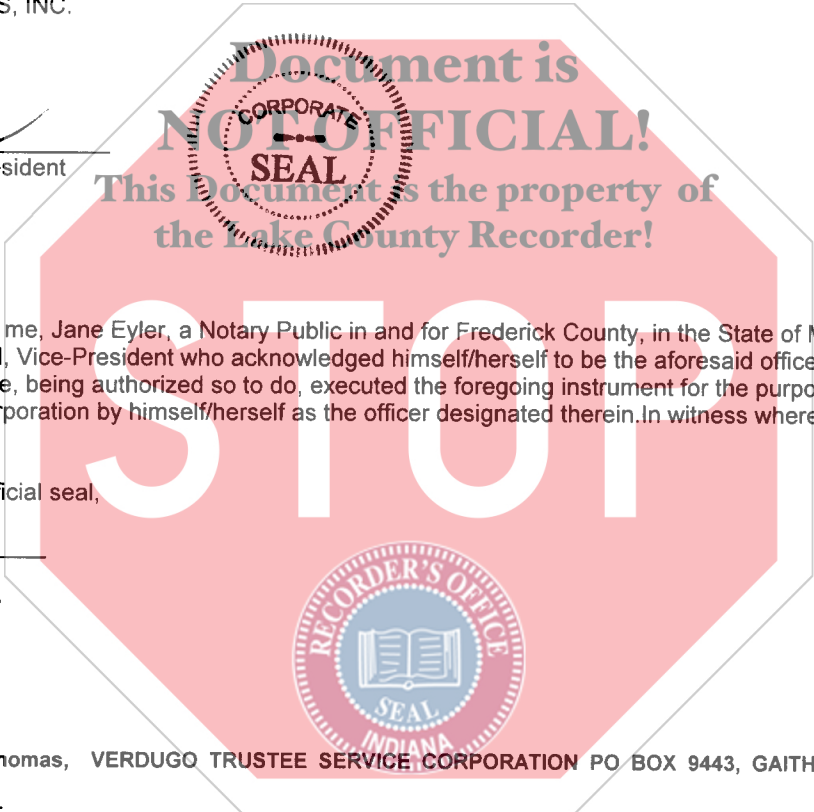 S, INC.
Document is
NOT OFFICIAL!
CORPORATE
SEAL
sident
This Document is the property of
the Lake County Recorder!
STOP
me, Jane Eyler, a Notary Public in and for Frederick County, in the State of M
, Vice-President who acknowledged himself/herself to be the aforesaid office
e, being authorized so to do, executed the foregoing instrument for the purpo
rporation by himself/herself as the officer designated therein.In witness where
ficial seal,
RECORDER'S OFFICE
SEAL
INDIANA
homas, VERDUGO TRUSTEE SERVICE CORPORATION PO BOX 9443, GAITH